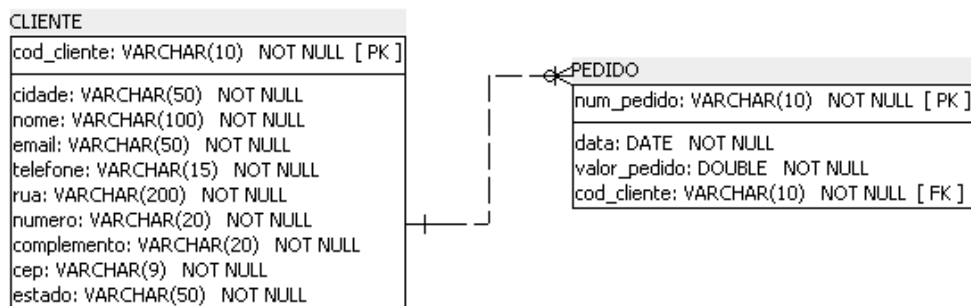 CLIENTE
cod_cliente: VARCHAR(10) NOT NULL [ PK ]
cidade: VARCHAR(50) NOT NULL
nome: VARCHAR(100) NOT NULL
email: VARCHAR(50) NOT NULL
telefone: VARCHAR(15) NOT NULL
rua: VARCHAR(200) NOT NULL
numero: VARCHAR(20) NOT NULL
complemento: VARCHAR(20) NOT NULL
cep: VARCHAR(9) NOT NULL
estado: VARCHAR(50) NOT NULL
PEDIDO
num_pedido: VARCHAR(10) NOT NULL [ PK ]
data: DATE NOT NULL
valor_pedido: DOUBLE NOT NULL
cod_cliente: VARCHAR(10) NOT NULL [ FK ]